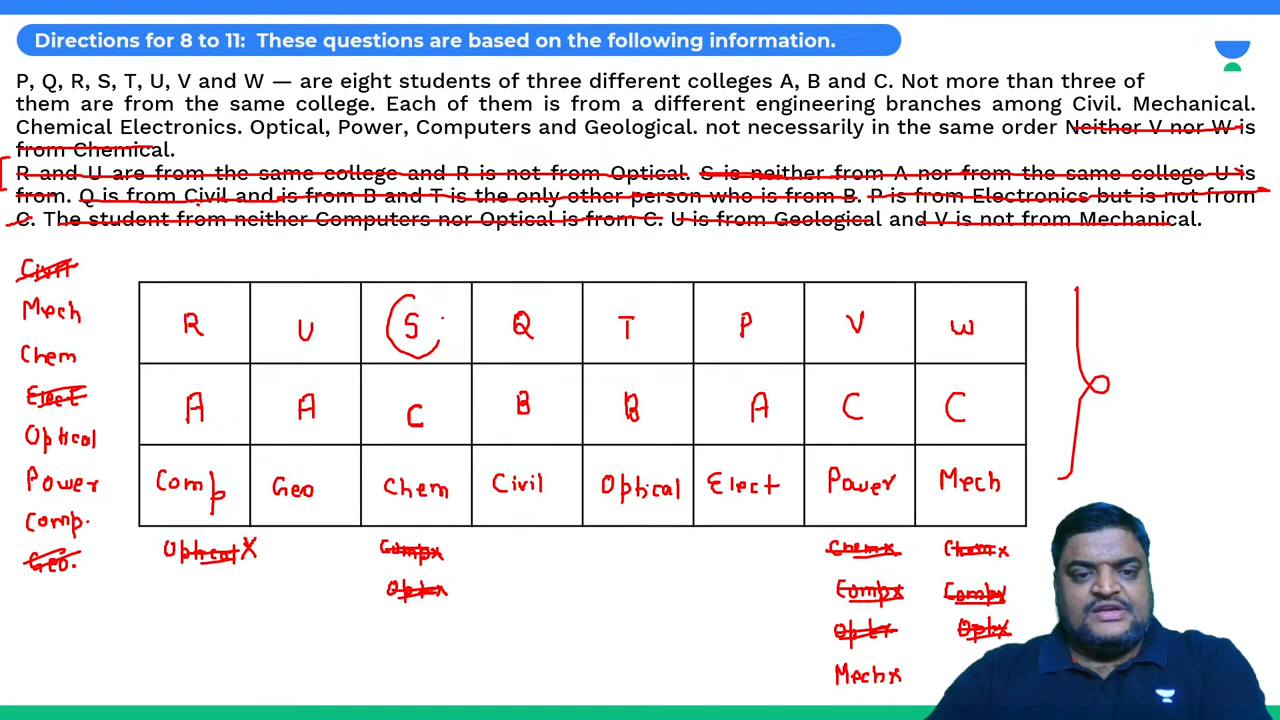 Directions for 8 to 11: These questions are based on the following information.
P, Q, R, S, T, U, V and W — are eight students of three different colleges A, B and C. Not more than three of
them are from the same college. Each of them is from a different engineering branches among Civil. Mechanical.
Chemical Electronics. Optical, Power, Computers and Geological. not necessarily in the same order Neither V nor W is
from Chemical.
R and U are from the same college and R is not from Optical. S is neither from A nor from the same college U is
from. Q is from Civil and is from B and T is the only other person who is from B. P is from Electronics but is not from
C. The student from neither Computers nor Optical is from C. U is from Geological and V is not from Mechanical.
Civil
Mech
Chem
Elect
Optical
Power
Comp.
Geo.
R U S Q T P V W
A A C B B A C C
Comp Geo Chem Civil Optical Elect Power Mech
Optical x Comp x Chem x Chem x
Opt x Comp x Comp x
Opt x Opt x
Mech x